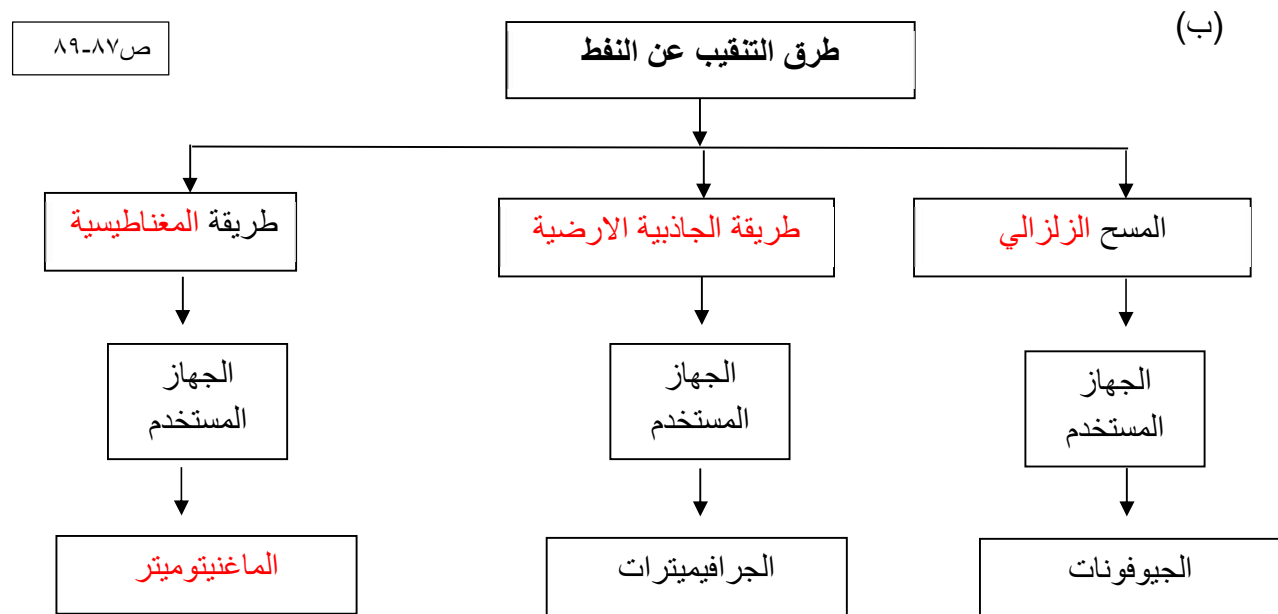 (ب)
ص٨٧-٨٩
طرق التنقيب عن النفط
المسح الزلزالي
طريقة الجاذبية الارضية
طريقة المغناطيسية
الجهاز
المستخدم
الجهاز
المستخدم
الجهاز
المستخدم
الجيوفونات
الجرافيميترات
الماغنيتوميتر